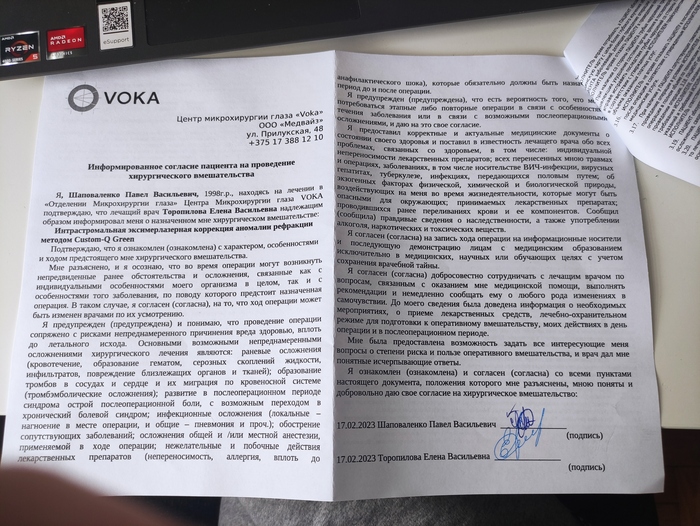 AMD
RYZEN
5
AMD
RADEON
eSupport
VOKA
Центр микрохирургии глаза «Voka»
ООО «Медвайз»
ул. Прилукская, 48
+375 17 388 12 10
Информированное согласие пациента на проведение
хирургического вмешательства
Я, Шаповаленко Павел Васильевич, 1998г.р., находясь на лечении в
«Отделении Микрохирургии глаза» Центра Микрохирургии глаза VOKA
подтверждаю, что лечащий врач Торопилова Елена Васильевна надлежащим
образом информировал меня о назначенном мне хирургическом вмешательстве:
Интрастромальная эксимерлазерная коррекция аномалии рефракции
методом Custom-Q Green
Подтверждаю, что я ознакомлен (ознакомлена) с характером, особенностями
и ходом предстоящего мне хирургического вмешательства.
Мне разъяснено, и я осознаю, что во время операции могут возникнуть
непредвиденные ранее обстоятельства и осложнения, связанные как с
индивидуальными особенностями моего организма в целом, так и с
особенностями того заболевания, по поводу которого предстоит назначенная
операция. В таком случае, я согласен (согласна), на то, что ход операции может
быть изменен врачами по их усмотрению.
Я предупрежден (предупреждена) и понимаю, что проведение операции
сопряжено с рисками непреднамеренного причинения вреда здоровью, вплоть
до летального исхода. Основными возможными непреднамеренными
осложнениями хирургического лечения являются: раневые осложнения
(кровотечение, образование гематом, серозных скоплений жидкости,
инфильтратов, повреждение близлежащих органов и тканей); образование
тромбов в сосудах и сердце и их миграция по кровеносной системе
(тромбэмболические осложнения); развитие в послеоперационном периоде
синдрома острой послеоперационной боли, с возможным переходом в
хронический болевой синдром; инфекционные осложнения (локальные –
нагноение в месте операции, и общие – пневмония и проч.); обострение
сопутствующих заболеваний; осложнения общей и /или местной анестезии,
применяемой в ходе операции; нежелательные и побочные действия
лекарственных препаратов (непереносимость, аллергия, вплоть до
анафилактического шока), которые обязательно должны быть
период до и после операции.
Я предупрежден (предупреждена), что есть вероятность того, что
потребоваться этапные либо повторные операции в связи с
течения заболевания или в связи с возможными послеоперационными
осложнениями, и даю на это свое согласие.
Я предоставил корректные и актуальные медицинские документы о
состоянии своего здоровья и поставил в известность лечащего врача обо всех
проблемах, связанных со здоровьем, в том числе: индивидуальной
непереносимости лекарственных препаратов; всех перенесенных мною травмах
и операциях, заболеваниях, в том числе носительстве ВИЧ-инфекции, вирусных
гепатитах, туберкулезе, инфекциях, передающихся половым путем; об
экзогенных факторах физической, химической и биологической природы,
воздействующих на меня во время жизнедеятельности, которые могут быть
опасными для окружающих; принимаемых лекарственных препаратах;
проводившихся ранее переливаниях крови и ее компонентов. Сообщил
(сообщила) правдивые сведения о наследственности, а также употреблении
алкоголя, наркотических и токсических веществ.
Я согласен (согласна) на запись хода операции на информационные носители
и последующую демонстрацию лицам с медицинским образованием
исключительно в медицинских, научных или обучающих целях с учетом
сохранения врачебной тайны.
Я согласен (согласна) добросовестно сотрудничать с лечащим врачом по
вопросам, связанным с оказанием мне медицинской помощи, выполнять
рекомендации и немедленно сообщить ему о любого рода изменениях в
самочувствии. До моего сведения была доведена информация о необходимых
мероприятиях, о приеме лекарственных средств, лечебно-охранительном
режиме для подготовки к оперативному вмешательству, моих действиях в день
операции и в послеоперационном периоде.
Мне была предоставлена возможность задать все интересующие меня
вопросы о степени риска и пользе оперативного вмешательства, и врач дал мне
понятные исчерпывающие ответы.
Я ознакомлен (ознакомлена) и согласен (согласна) со всеми пунктами
настоящего документа, положения которого мне разъяснены, мною поняты и
добровольно даю свое согласие на хирургическое вмешательство:
17.02.2023 Шаповаленко Павел Васильевич
(подпись)
17.02.2023 Торопилова Елена Васильевна
(подпись)